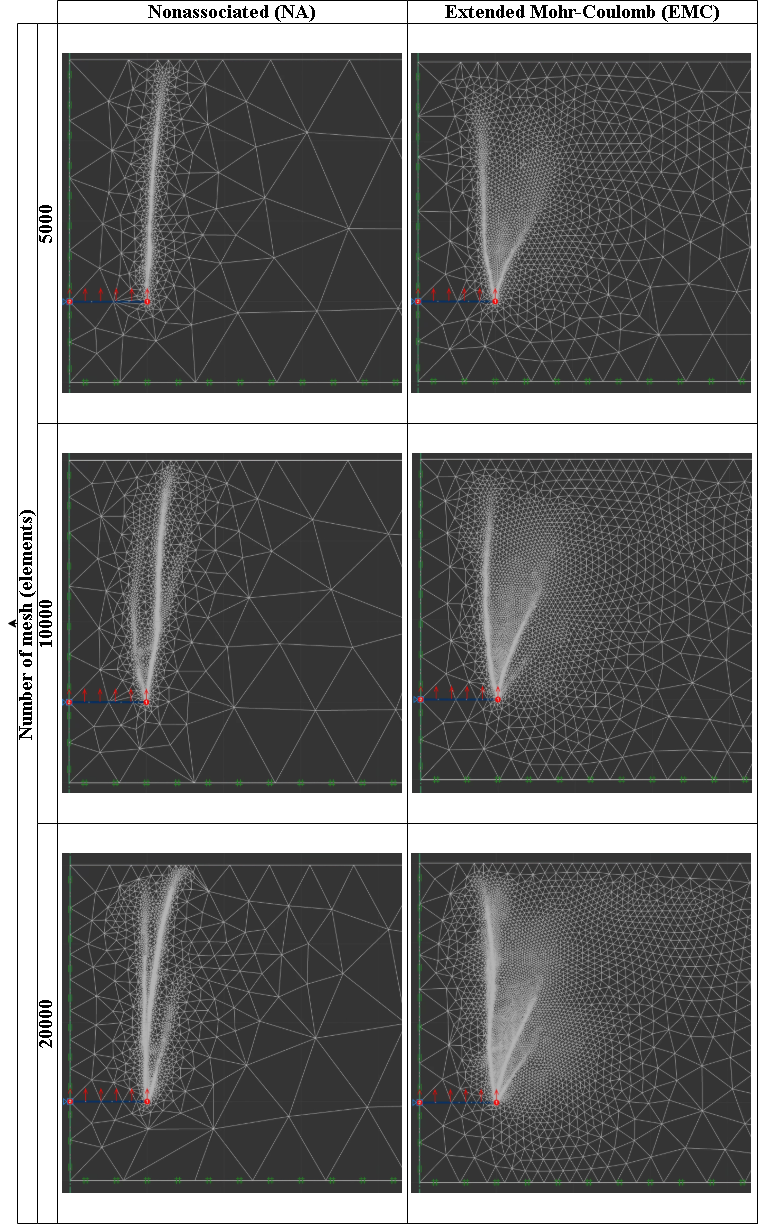 Nonassociated (NA)
Extended Mohr-Coulomb (EMC)
Number of mesh (elements)
5000
10000
20000